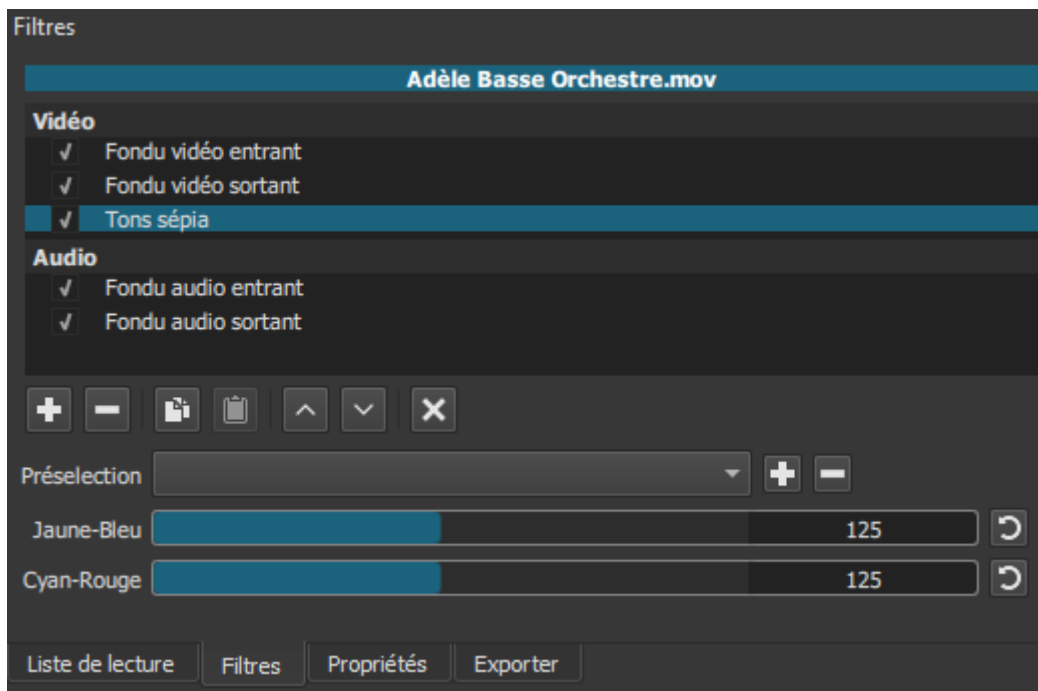 Filtres
Adèle Basse Orchestre.mov
Vidéo
Fondu vidéo entrant
Fondu vidéo sortant
Tons sépia
Audio
Fondu audio entrant
Fondu audio sortant
Préselection
Jaune-Bleu 125
Cyan-Rouge 125
Liste de lecture Filtres Propriétés Exporter